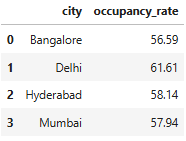 city occupancy_rate
0 Bangalore 56.59
1 Delhi 61.61
2 Hyderabad 58.14
3 Mumbai 57.94